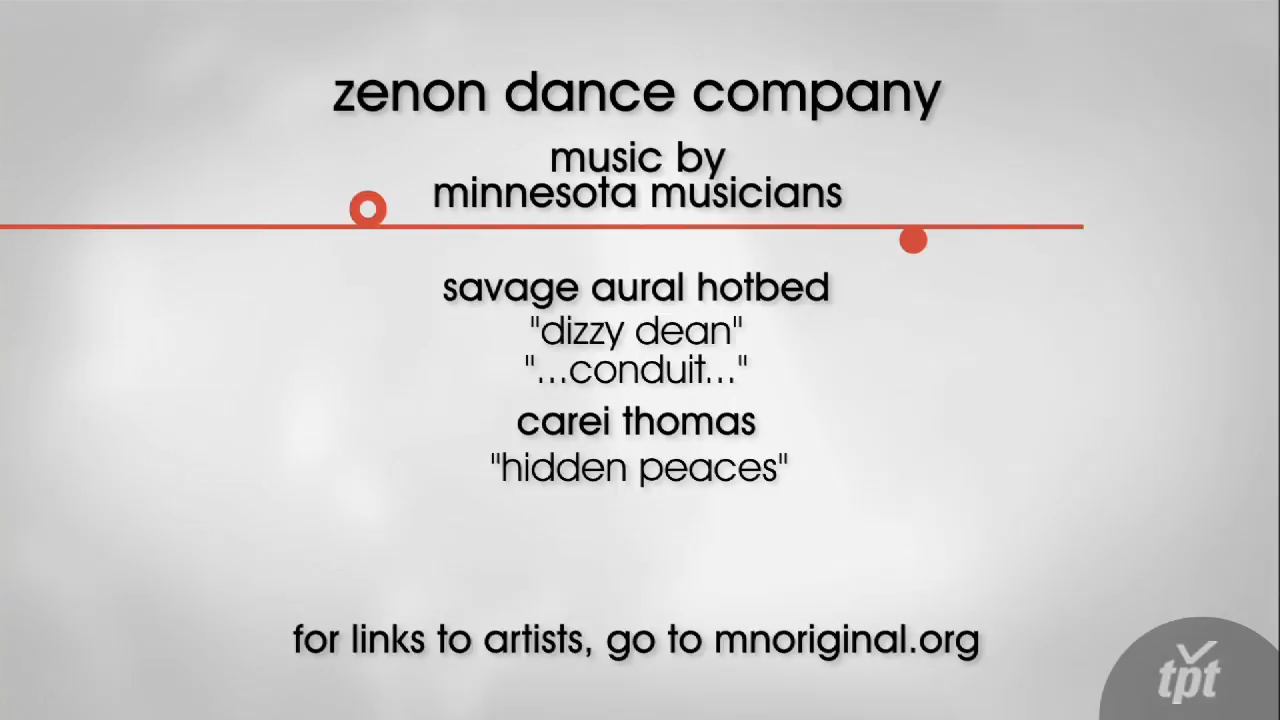 zenon dance company
music by
minnesota musicians
savage aural hotbed
"dizzy dean"
"...conduit..."
carei thomas
"hidden peaces"
for links to artists, go to mnoriginal.org
tpt